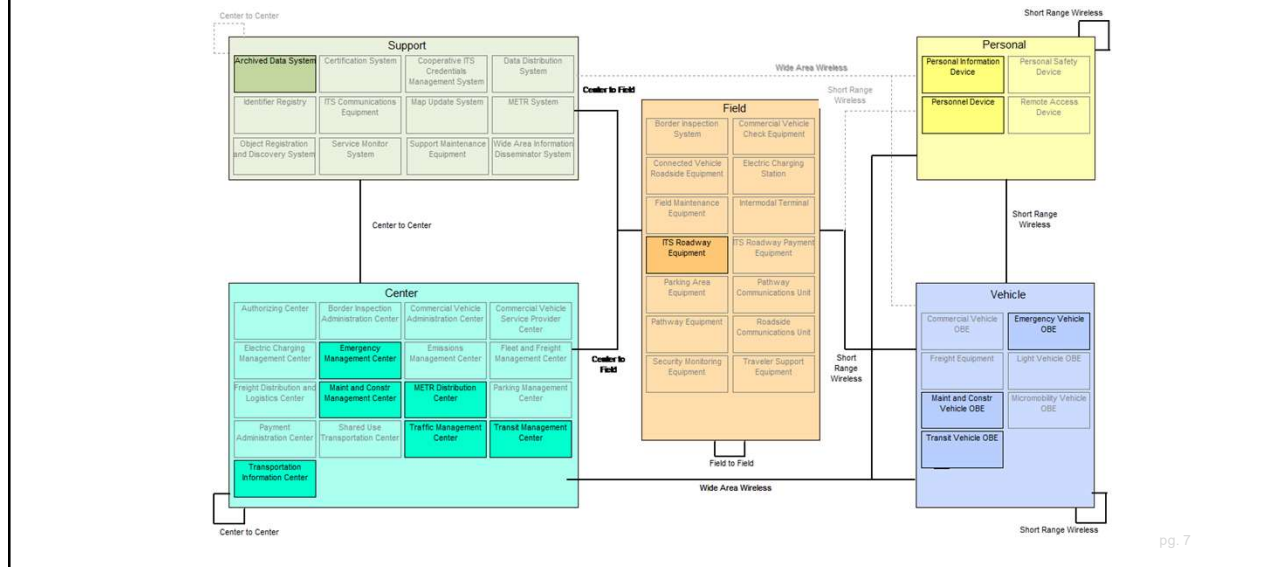 Center to Center
Short Range Wireless
Support
Archived Data System
Certification System
Cooperative ITS
Credentials
Management System
Data Distribution
System
Identifier Registry
ITS Communications
Equipment
Map Update System
METR System
Object Registration
and Discovery System
Service Monitor
System
Support Maintenance
Equipment
Wide Area Information
Disseminator System
Wide Area Wireless
Center to Field
Short Range
Wireless
Personal
Personal Information
Device
Personal Safety
Device
Personnel Device
Remote Access
Device
Field
Border Inspection
System
Commercial Vehicle
Check Equipment
Connected Vehicle
Roadside Equipment
Electric Charging
Station
Field Maintenance
Equipment
Intermodal Terminal
ITS Roadway
Equipment
ITS Roadway Payment
Equipment
Parking Area
Equipment
Pathway
Communications Unit
Pathway Equipment
Roadside
Communications Unit
Security Monitoring
Equipment
Traveler Support
Equipment
Center to Center
Short Range
Wireless
Center
Authorizing Center
Border Inspection
Administration Center
Commercial Vehicle
Administration Center
Commercial Vehicle
Service Provider
Center
Electric Charging
Management Center
Emergency
Management Center
Emissions
Management Center
Fleet and Freight
Management Center
Freight Distribution and
Logistics Center
Maint and Constr
Management Center
METR Distribution
Center
Parking Management
Center
Payment
Administration Center
Shared Use
Transportation Center
Traffic Management
Center
Transit Management
Center
Transportation
Information Center
Center to
Field
Short
Range
Wireless
Vehicle
Commercial Vehicle
OBE
Emergency Vehicle
OBE
Freight Equipment
Light Vehicle OBE
Maint and Constr
Vehicle OBE
Micromobility Vehicle
OBE
Transit Vehicle OBE
Field to Field
Wide Area Wireless
Center to Center
Short Range Wireless
pg. 7